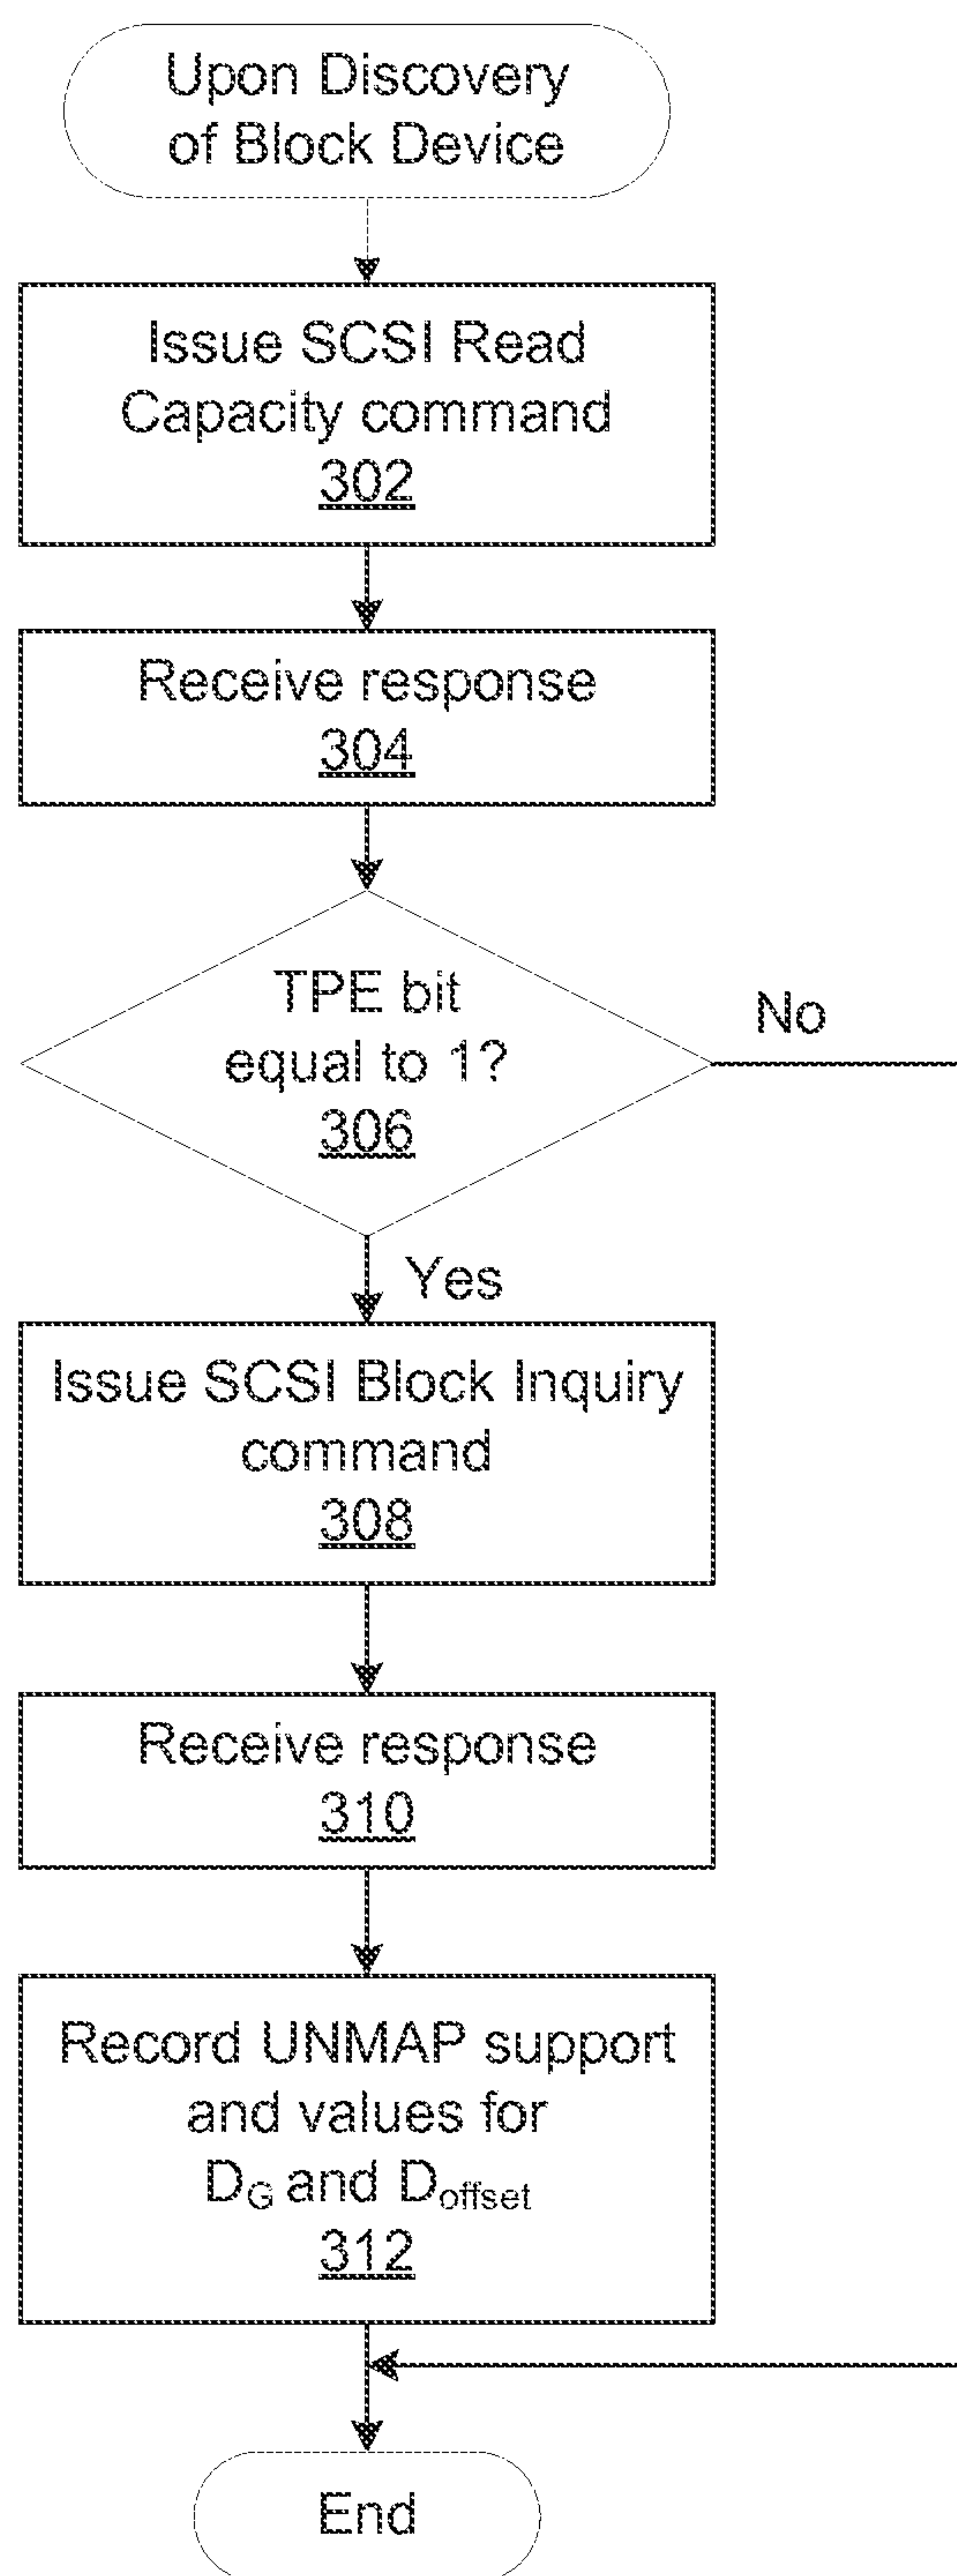 Upon Discovery
of Block Device
Issue SCSI Read
Capacity command
302
Receive response
304
TPE bit
equal to 1?
306
No
Yes
Issue SCSI Block Inquiry
command
308
Receive response
310
Record UNMAP support
and values for
D_G and D_offset
312
End